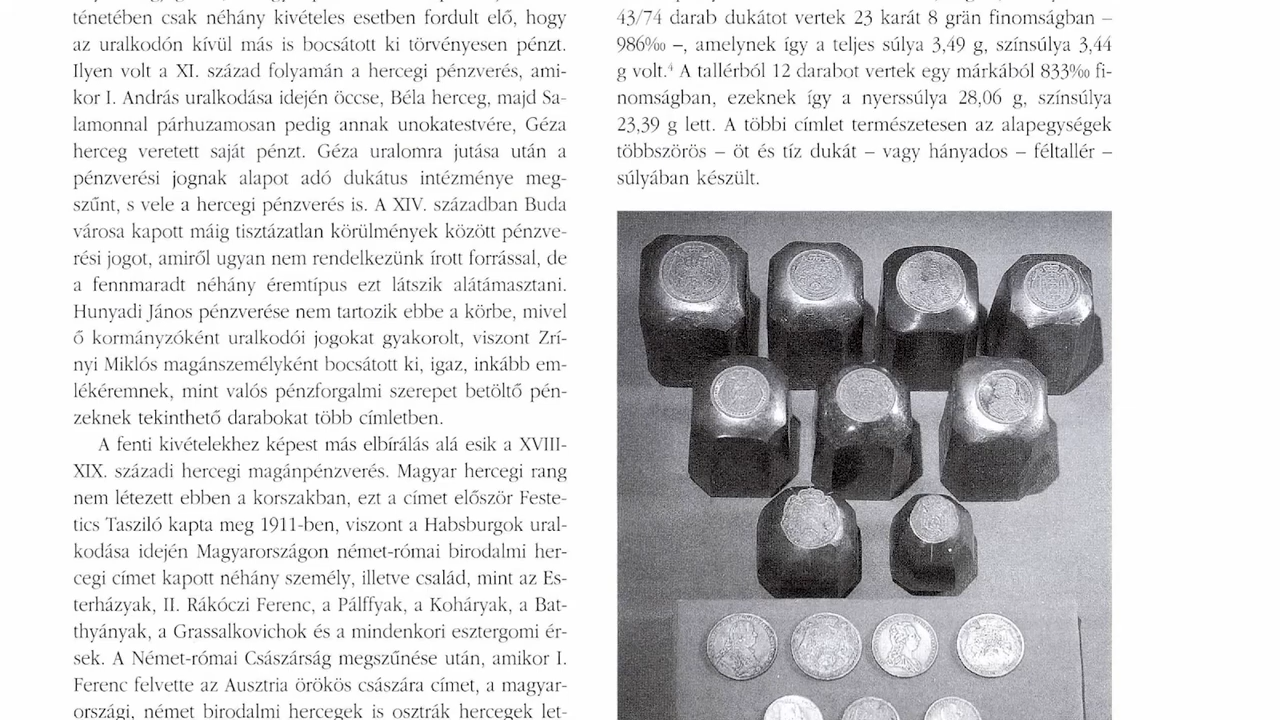 ténetében csak néhány kivételes esetben fordult elő, hogy
az uralkodón kívül más is bocsátott ki törvényesen pénzt.
Ilyen volt a XI. század folyamán a hercegi pénzverés, ami-
kor I. András uralkodása idején öccse, Béla herceg, majd Sa-
lamonnal párhuzamosan pedig annak unokatestvére, Géza
herceg veretett saját pénzt. Géza uralomra jutása után a
pénzverési jognak alapot adó dukátus intézménye meg-
szűnt, s vele a hercegi pénzverés is. A XIV. században Buda
városa kapott máig tisztázatlan körülmények között pénzve-
rési jogot, amiről ugyan nem rendelkezünk írott forrással, de
a fennmaradt néhány éremtípus ezt látszik alátámasztani.
Hunyadi János pénzverése nem tartozik ebbe a körbe, mivel
ő kormányzóként uralkodói jogokat gyakorolt, viszont Zrí-
nyi Miklós magánszemélyként bocsátott ki, igaz, inkább em-
lékéremnek, mint valós pénzforgalmi szerepet betöltő pén-
zeknek tekinthető darabokat több címletben.
A fenti kivételekhez képest más elbírálás alá esik a XVIII-
XIX. századi hercegi magánpénzverés. Magyar hercegi rang
nem létezett ebben a korszakban, ezt a címet először Feste-
tics Tasziló kapta meg 1911-ben, viszont a Habsburgok ural-
kodása idején Magyarországon német-római birodalmi her-
cegi címet kapott néhány személy, illetve család, mint az Es-
terházyak, II. Rákóczi Ferenc, a Pálffyak, a Koháryak, a Bat-
thyányak, a Grassalkovichok és a mindenkori esztergomi ér-
sek. A Német-római Császárság megszűnése után, amikor I.
Ferenc felvette az Ausztria örökös császára címet, a magyar-
országi, német birodalmi hercegek is osztrák hercegek let-
43/74 darab dukátot vertek 23 karát 8 grän finomságban –
986‰ –, amelynek így a teljes súlya 3,49 g, színsúlya 3,44
g volt.⁴ A tallérból 12 darabot vertek egy márkából 833‰ fi-
nomságban, ezeknek így a nyerssúlya 28,06 g, színsúlya
23,39 g lett. A többi címlet természetesen az alapegységek
többszörös – öt és tíz dukát – vagy hányados – féltallér –
súlyában készült.